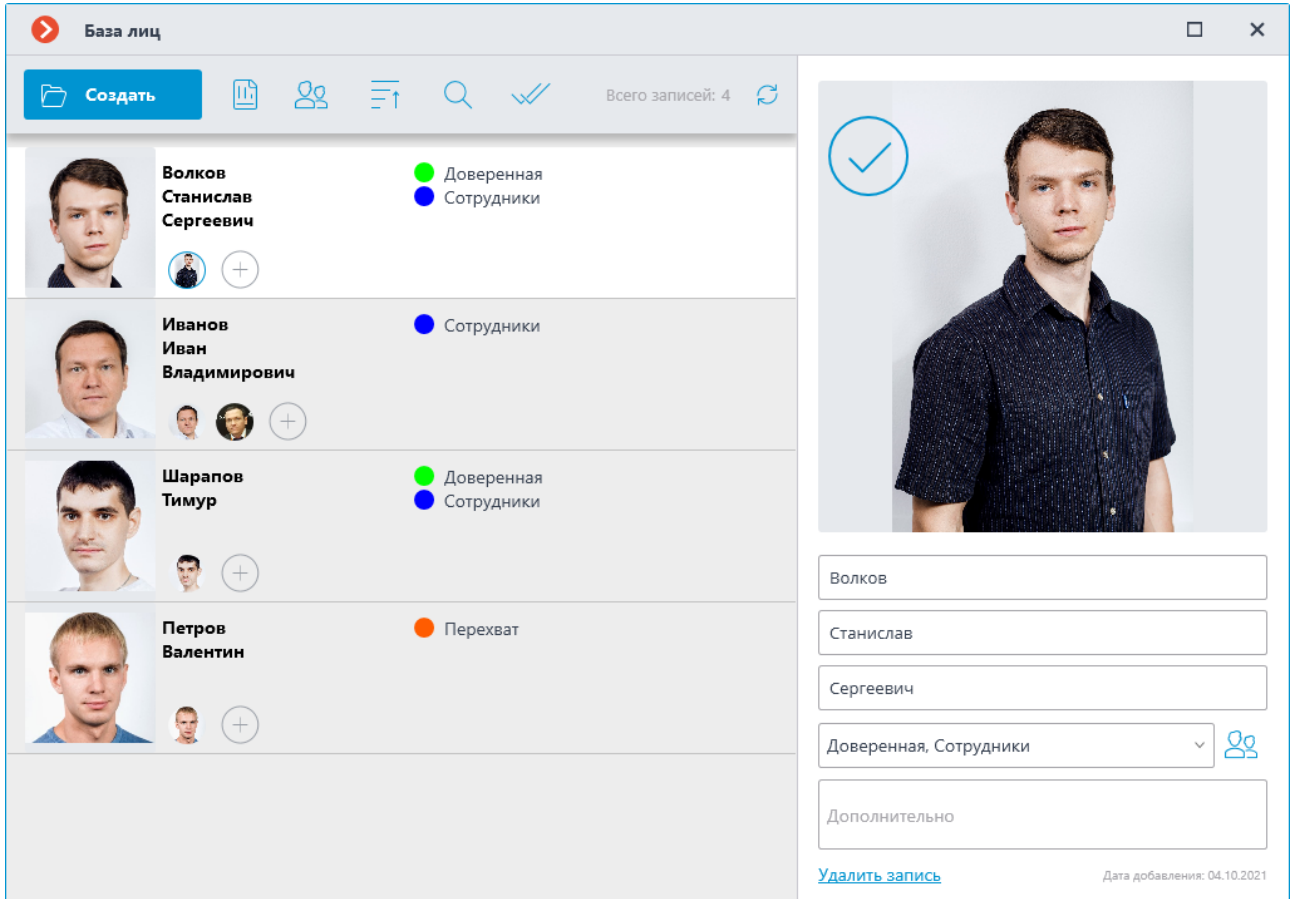 База лиц
Создать
Всего записей: 4
Волков
Станислав
Сергеевич
Доверенная
Сотрудники
Иванов
Иван
Владимирович
Сотрудники
Шарапов
Тимур
Доверенная
Сотрудники
Петров
Валентин
Перехват
Волков
Станислав
Сергеевич
Доверенная, Сотрудники
Дополнительно
Удалить запись
Дата добавления: 04.10.2021